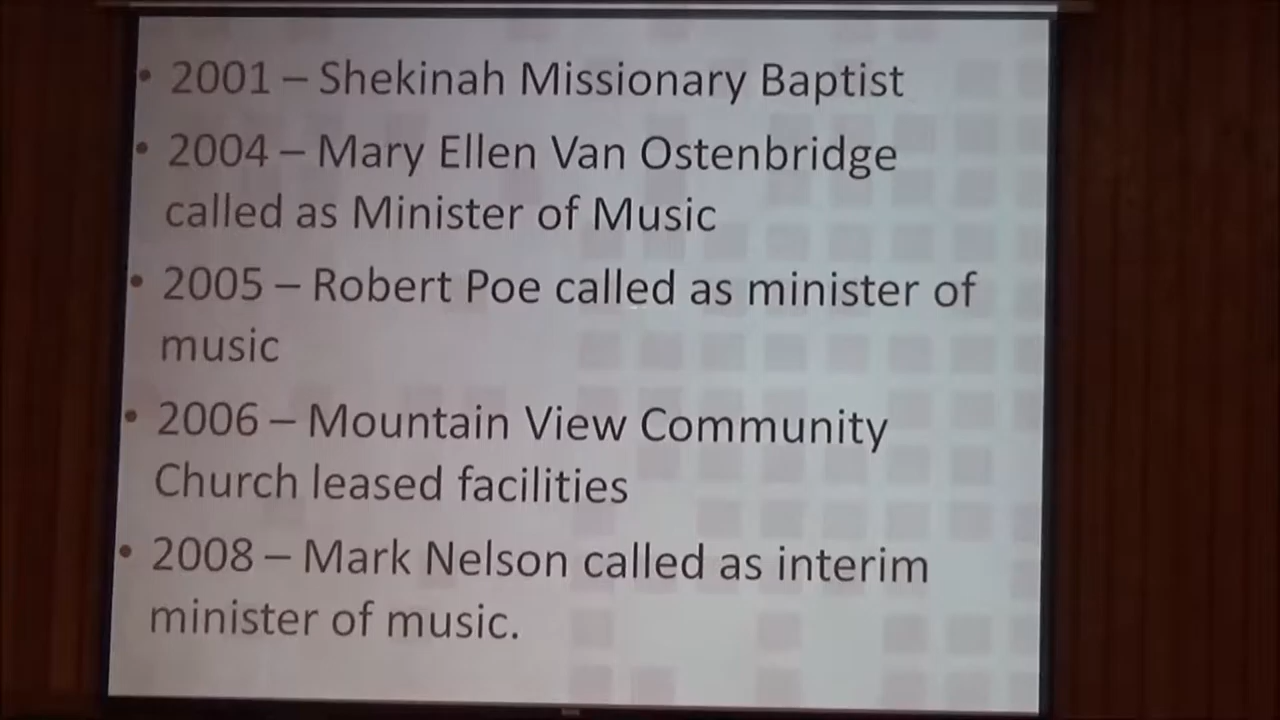 • 2001 – Shekinah Missionary Baptist
• 2004 – Mary Ellen Van Ostenbridge
called as Minister of Music
• 2005 – Robert Poe called as minister of
music
• 2006 – Mountain View Community
Church leased facilities
• 2008 – Mark Nelson called as interim
minister of music.